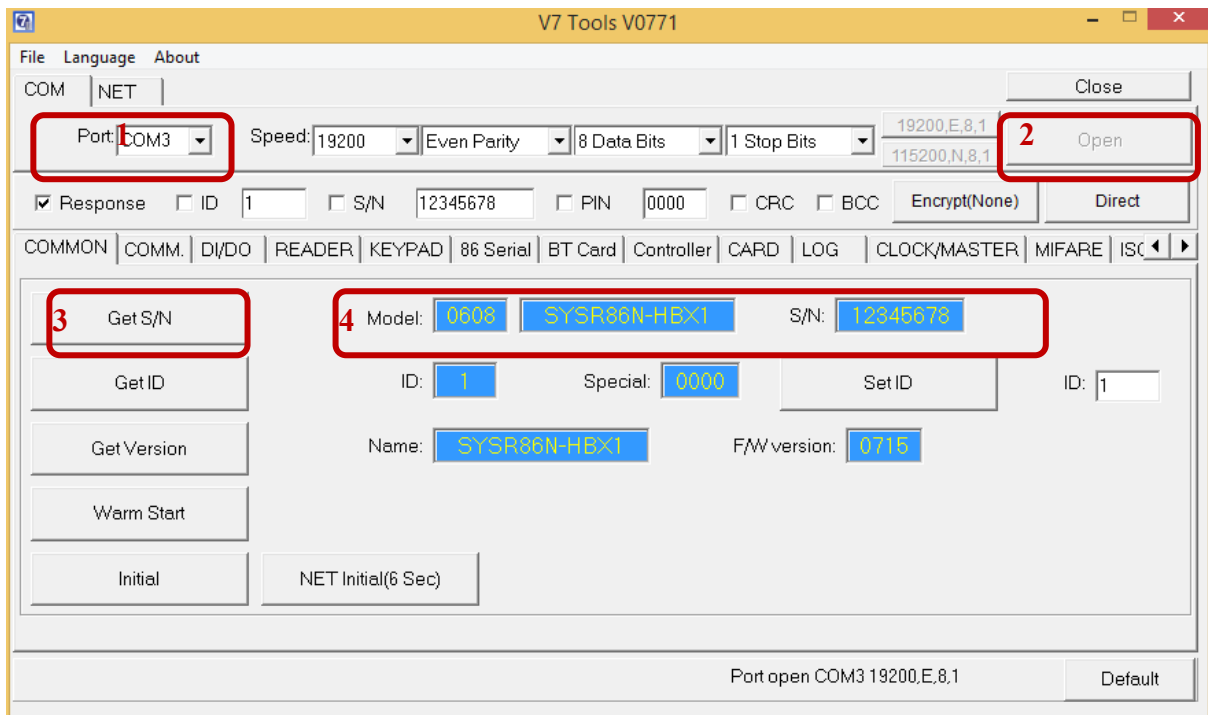 V7 Tools V0771
File Language About
COM NET Close
Port: COM3 Speed: 19200 Even Parity 8 Data Bits 1 Stop Bits 19200,E,8,1 Open
115200,N,8,1
1
2
Response ID 1 S/N 12345678 PIN 0000 CRC BCC Encrypt(None) Direct
COMMON COMM. DI/DO READER KEYPAD 86 Serial BT Card Controller CARD LOG CLOCK/MASTER MIFARE
3 Get S/N 4 Model: 0608 SYSR86N-HBX1 S/N: 12345678
Get ID ID: 1 Special: 0000 Set ID ID: 1
Get Version Name: SYSR86N-HBX1 F/W version: 0715
Warm Start
Initial NET Initial(6 Sec)
Port open COM3 19200,E,8,1 Default